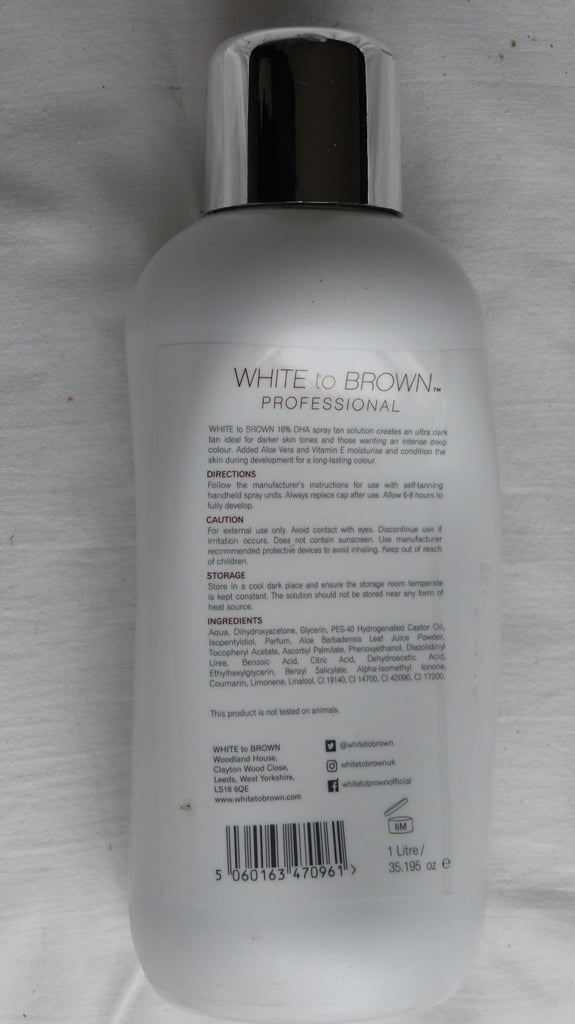 WHITE to BROWN™
PROFESSIONAL
WHITE to BROWN 16% DHA spray tan solution creates an ultra dark
tan ideal for darker skin tones and those wanting an intense deep
colour. Added Aloe Vera and Vitamin E moisturise and condition the
skin during development for a long-lasting colour.
DIRECTIONS
Follow the manufacturer's instructions for use with self-tanning
handheld spray units. Always replace cap after use. Allow 6-8 hours to
fully develop.
CAUTION
For external use only. Avoid contact with eyes. Discontinue use if
irritation occurs. Does not contain sunscreen. Use manufacturer
recommended protective devices to avoid inhaling. Keep out of reach
of children.
STORAGE
Store in a cool dark place and ensure the storage room temperate
is kept constant. The solution should not be stored near any form of
heat source.
INGREDIENTS
Aqua, Dihydroxyacetone, Glycerin, PEG-40 Hydrogenated Castor Oil,
Isopentyldiol, Parfum, Aloe Barbadensis Leaf Juice Powder,
Tocopheryl Acetate, Ascorbyl Palmitate, Phenoxyethanol, Diazolidinyl
Urea, Benzoic Acid, Citric Acid, Dehydroacetic Acid,
Ethylhexylglycerin, Benzyl Salicylate, Alpha-Isomethyl Ionone,
Coumarin, Limonene, Linalool, CI 19140, CI 14700, CI 42090, CI 17200.
This product is not tested on animals.
WHITE to BROWN
Woodland House,
Clayton Wood Close,
Leeds, West Yorkshire,
LS16 6QE
www.whitetobrown.com
@whitetobrown
whitetobrownuk
whitetobrownofficial
6M
1 Litre /
35.195 oz ℮
5 060163 470961 >